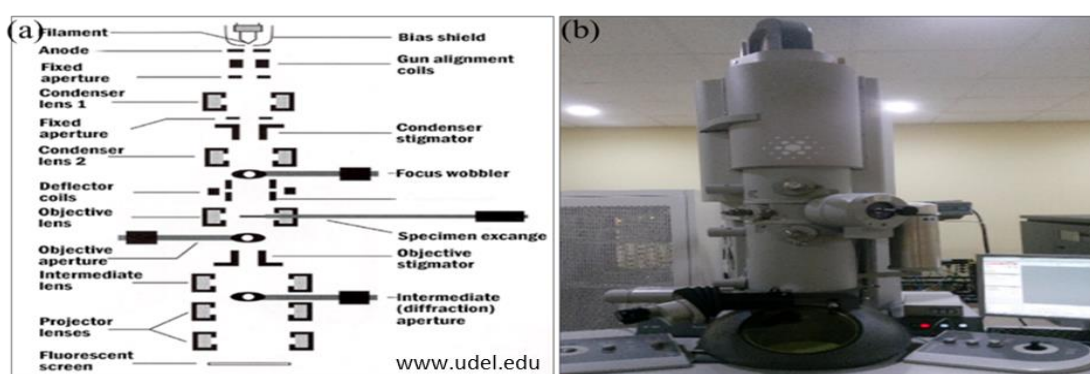 (a)
Filament
Anode
Fixed
aperture
Condenser
lens 1
Fixed
aperture
Condenser
lens 2
Deflector
coils
Objective
lens
Objective
aperture
Intermediate
lens
Projector
lenses
Fluorescent
screen
Bias shield
Gun alignment
coils
Condenser
stigmator
Focus wobbler
Specimen excange
Objective
stigmator
Intermediate
(diffraction)
aperture
www.udel.edu
(b)